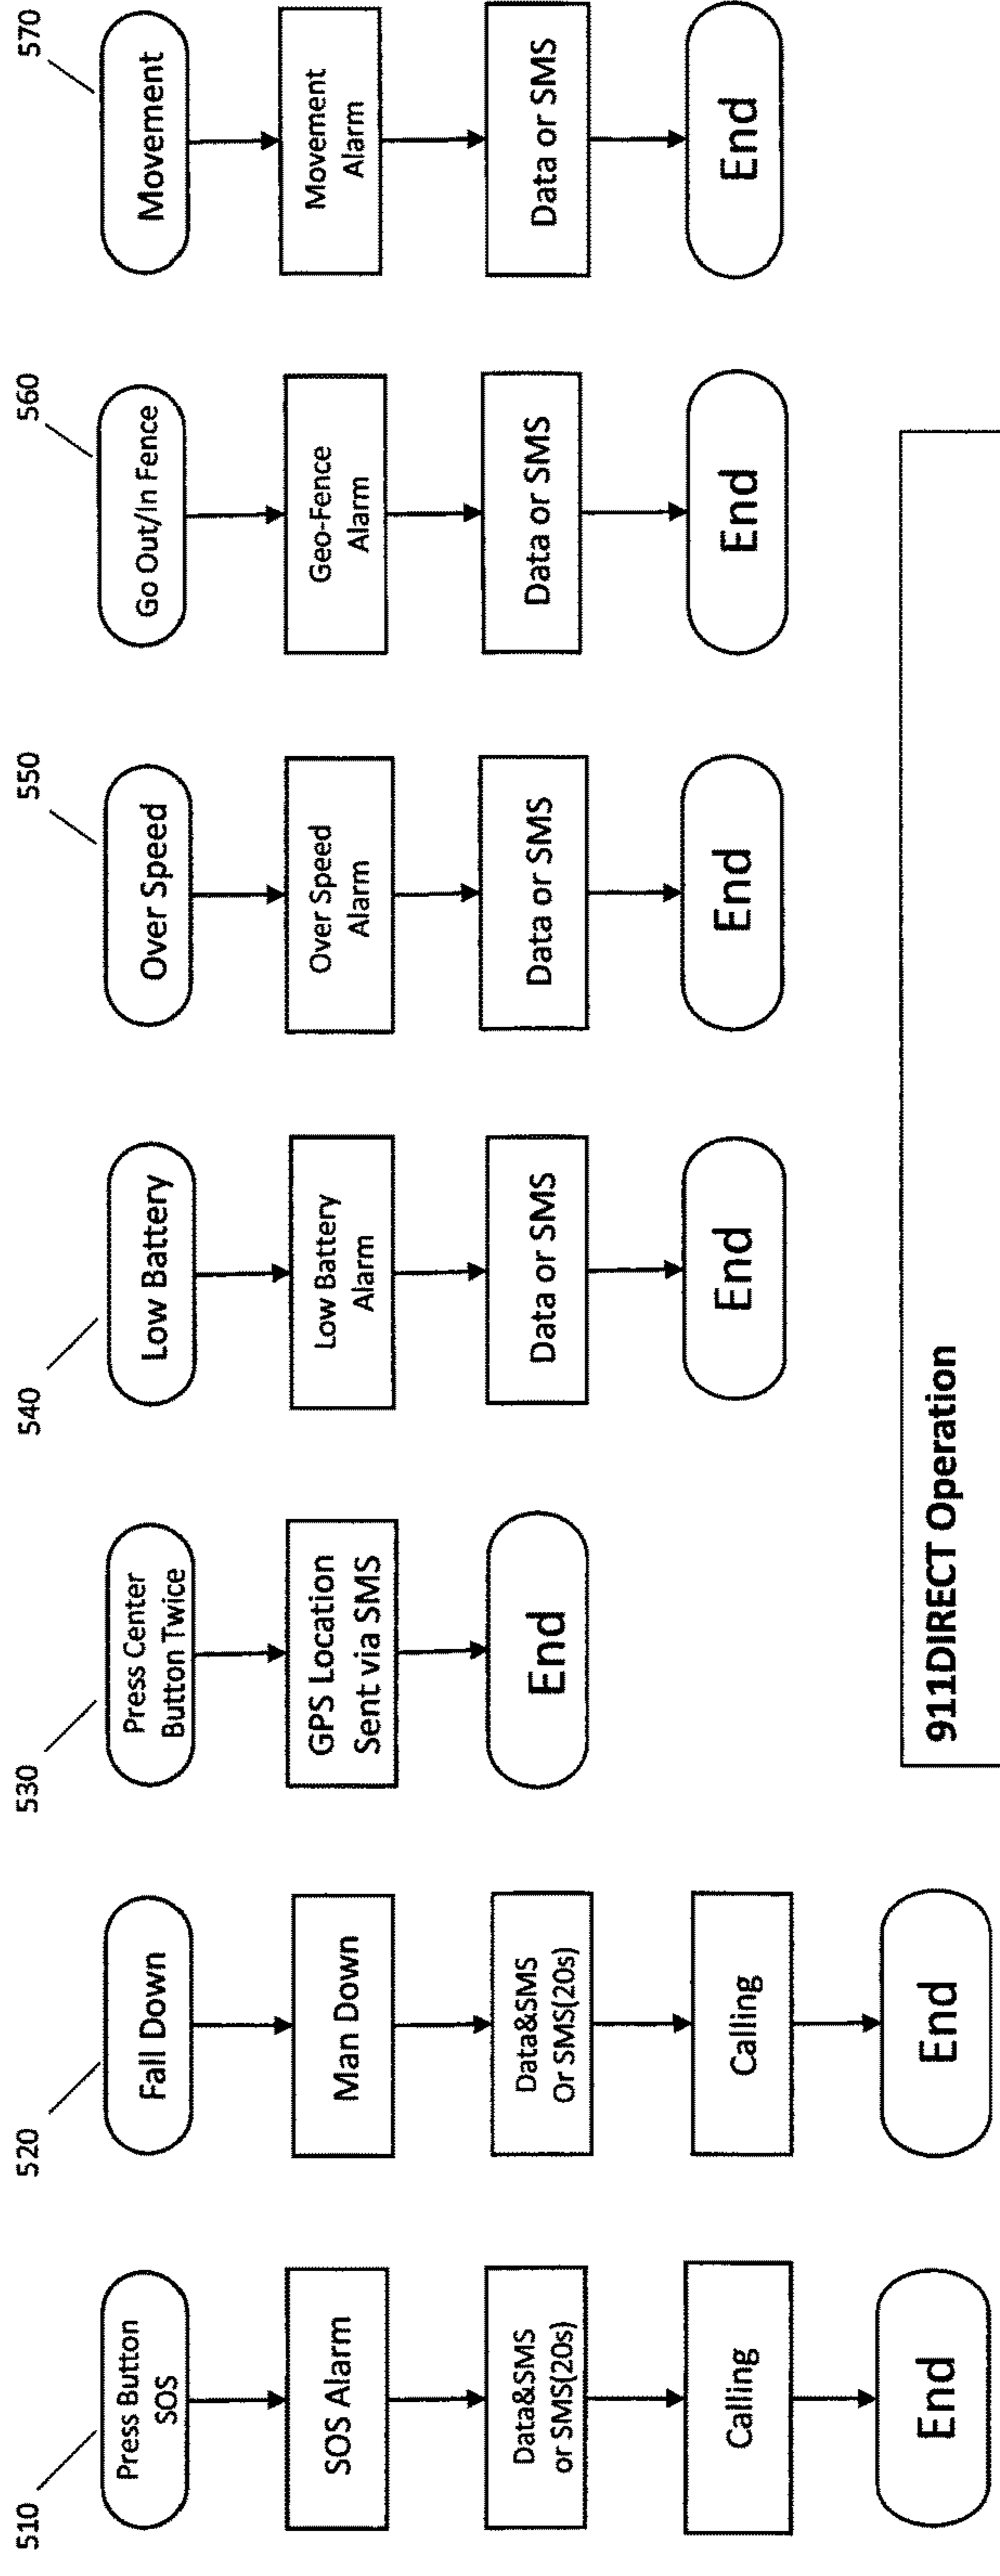 510
Press Button
SOS
SOS Alarm
Data&SMS
or SMS(20s)
Calling
End
520
Fall Down
Man Down
Data&SMS
Or SMS(20s)
Calling
End
530
Press Center
Button Twice
GPS Location
Sent via SMS
End
540
Low Battery
Low Battery
Alarm
Data or SMS
End
550
Over Speed
Over Speed
Alarm
Data or SMS
End
560
Go Out/In Fence
Geo-Fence
Alarm
Data or SMS
End
570
Movement
Movement
Alarm
Data or SMS
End
911DIRECT Operation